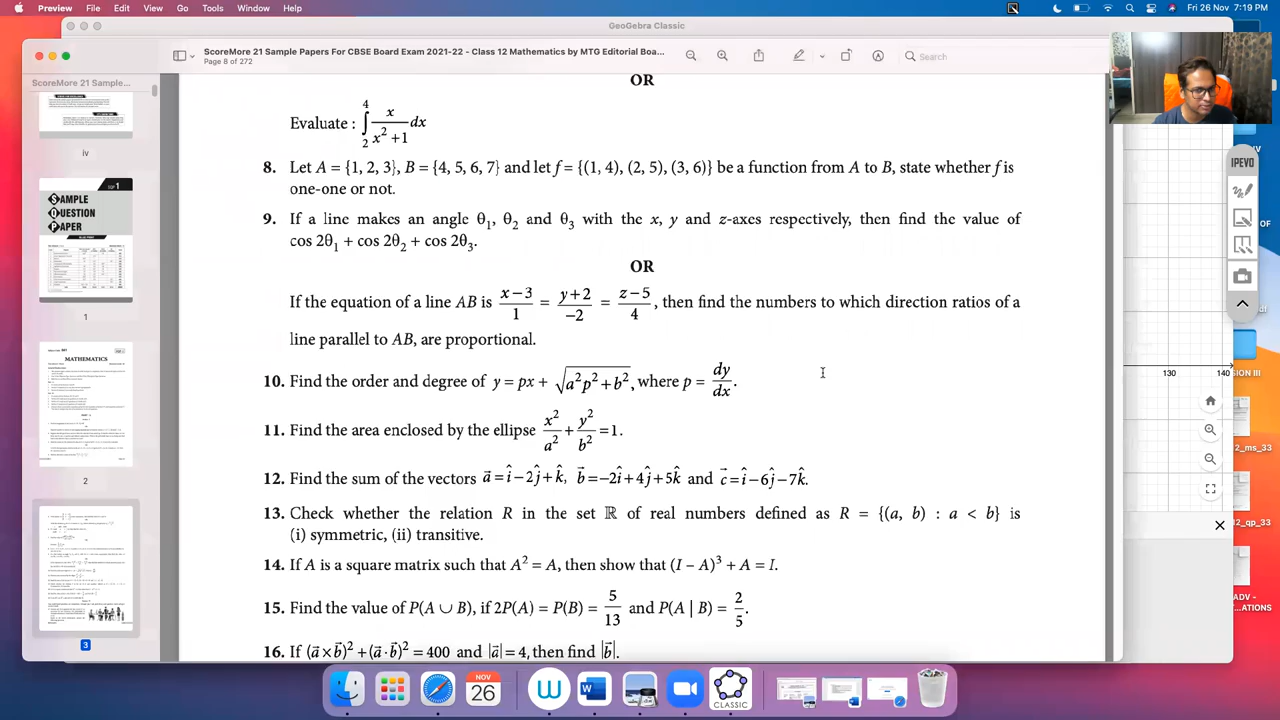 Preview File Edit View Go Tools Window Help
Sun 26 Nov 7:19 PM
GeoGebra Classic
ScoreMore 21 Sample Papers For CBSE Board Exam 2021-22 - Class 12 Mathematics by MTG Editorial Boa...
Page 8 of 272
Search
ScoreMore 21 Sample...
iv
SAMPLE
QUESTION
PAPER
1
MATHEMATICS
2
3
OR
Evaluate : ∫₂⁴ x/(x²+1) dx
8. Let A = {1, 2, 3}, B = {4, 5, 6, 7} and let f = {(1, 4), (2, 5), (3, 6)} be a function from A to B, state whether f is
one-one or not.
9. If a line makes an angle θ₁, θ₂ and θ₃ with the x, y and z-axes respectively, then find the value of
cos 2θ₁ + cos 2θ₂ + cos 2θ₃.
OR
If the equation of a line AB is (x−3)/1 = (y+2)/−2 = (z−5)/4, then find the numbers to which direction ratios of a
line parallel to AB, are proportional.
10. Find the order and degree of y = px + √(a²p²+b²), where p = dy/dx.
11. Find the area enclosed by the ellipse x²/a² + y²/b² = 1.
12. Find the sum of the vectors a⃗ = î−2ĵ+k̂, b⃗ = −2î+4ĵ+5k̂ and c⃗ = î−6ĵ−7k̂.
13. Check whether the relation R in the set ℝ of real numbers defined as R = {(a, b) : a < b} is
(i) symmetric, (ii) transitive.
14. If A is a square matrix such that A² = A, then show that (I – A)³ + A = I.
15. Find the value of P(A ∪ B), if 2P(A) = P(B) = 5/13 and P(A | B) = 2/5.
16. If (a⃗×b⃗)²+(a⃗·b⃗)² = 400 and |a⃗| = 4, then find |b⃗|.
IPEVO
130 140
OF
SION III
12_ms_33
12_qp_33
ADV -
...ATIONS
NOV
26
W
CLASSIC